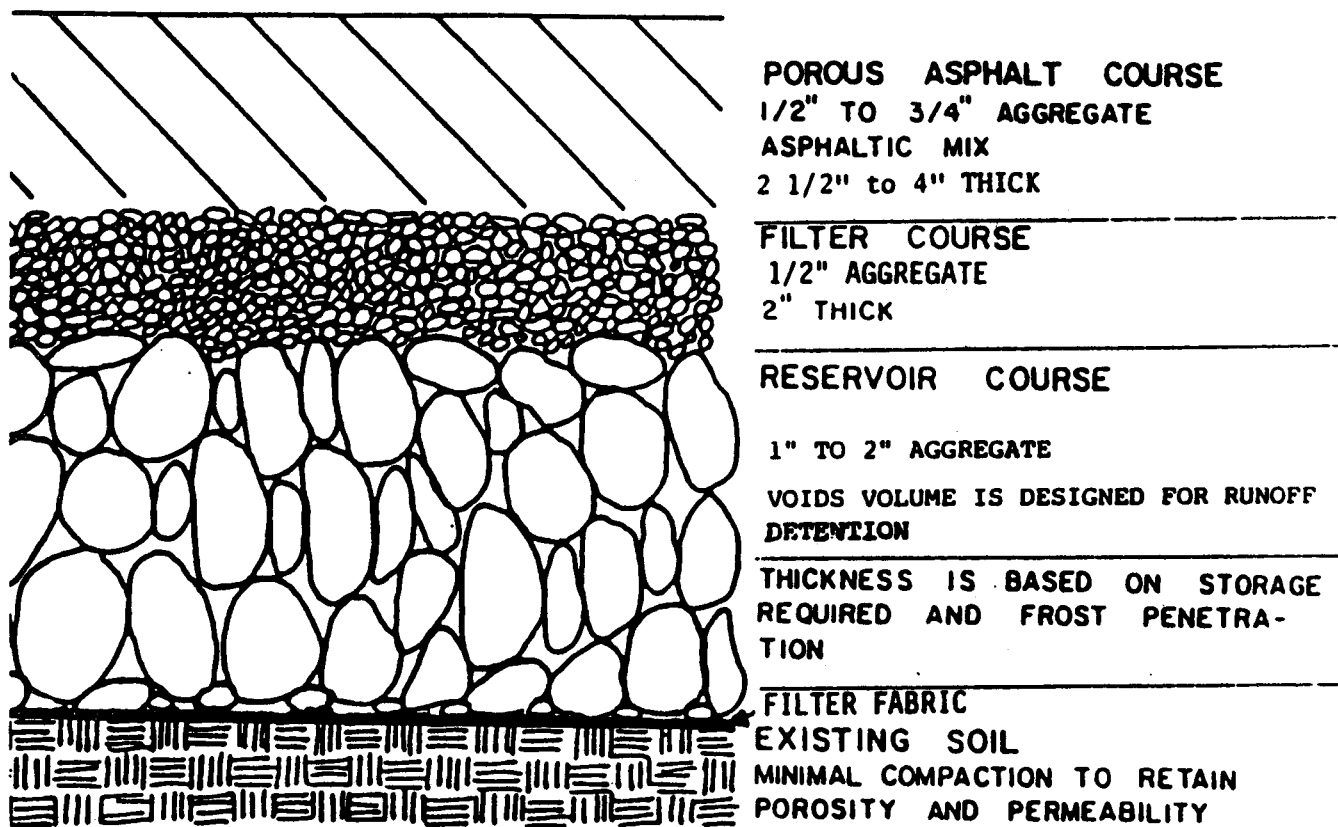 POROUS ASPHALT COURSE
1/2" TO 3/4" AGGREGATE
ASPHALTIC MIX
2 1/2" to 4" THICK
FILTER COURSE
1/2" AGGREGATE
2" THICK
RESERVOIR COURSE
1" TO 2" AGGREGATE
VOIDS VOLUME IS DESIGNED FOR RUNOFF
DETENTION
THICKNESS IS BASED ON STORAGE
REQUIRED AND FROST PENETRA-
TION
FILTER FABRIC
EXISTING SOIL
MINIMAL COMPACTION TO RETAIN
POROSITY AND PERMEABILITY